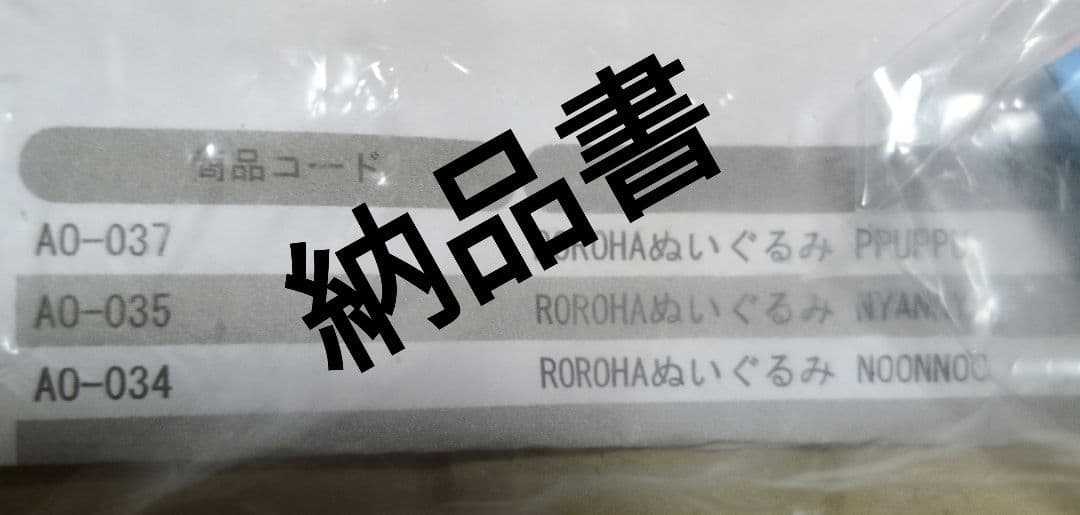 納品書
商品コード
AO-037 ROROHAぬいぐるみ PPUPPU
AO-035 ROROHAぬいぐるみ
AO-034 ROROHAぬいぐるみ NOONNOO